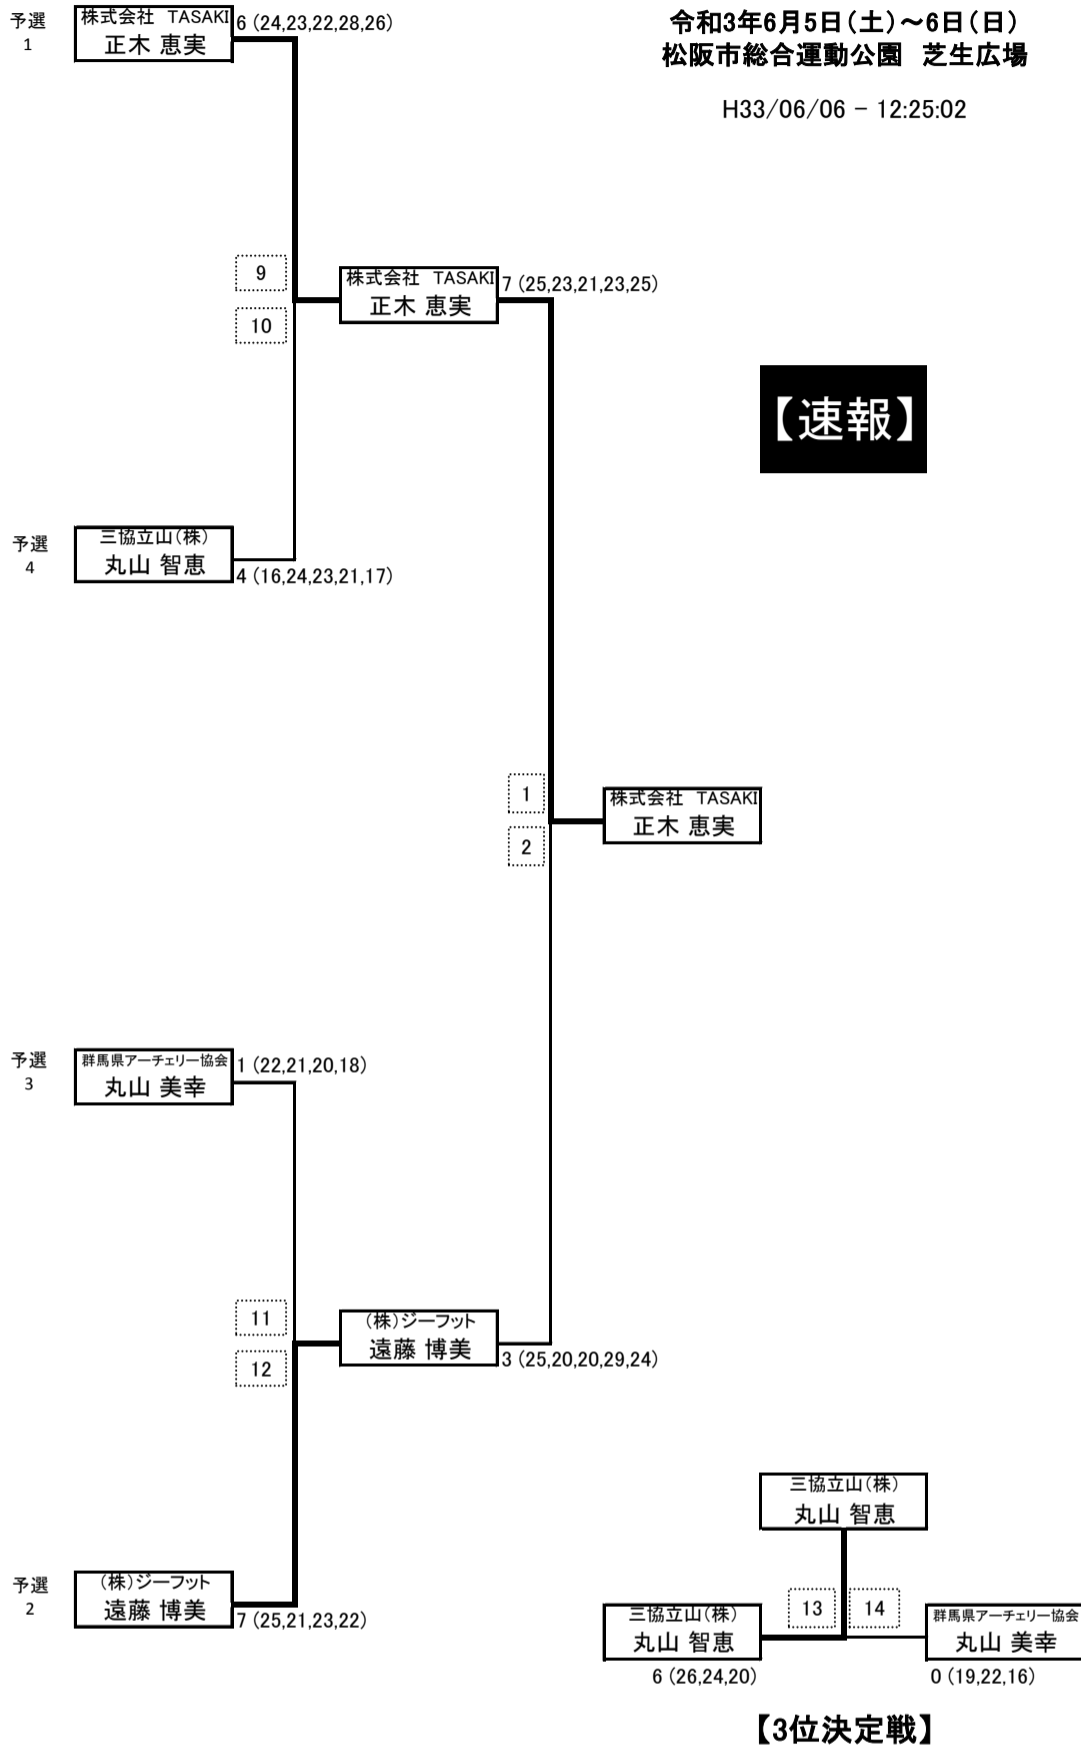 令和3年6月5日(土)～6日(日)
松阪市総合運動公園　芝生広場
H33/06/06 - 12:25:02
予選
1
株式会社　TASAKI
正木 恵実
6 (24,23,22,28,26)
9
10
株式会社　TASAKI
正木 恵実
7 (25,23,21,23,25)
【速報】
予選
4
三協立山(株)
丸山 智恵
4 (16,24,23,21,17)
1
2
株式会社　TASAKI
正木 恵実
予選
3
群馬県アーチェリー協会
丸山 美幸
1 (22,21,20,18)
11
12
(株)ジーフット
遠藤 博美
3 (25,20,20,29,24)
予選
2
(株)ジーフット
遠藤 博美
7 (25,21,23,22)
三協立山(株)
丸山 智恵
13
14
三協立山(株)
丸山 智恵
6 (26,24,20)
群馬県アーチェリー協会
丸山 美幸
0 (19,22,16)
【3位決定戦】